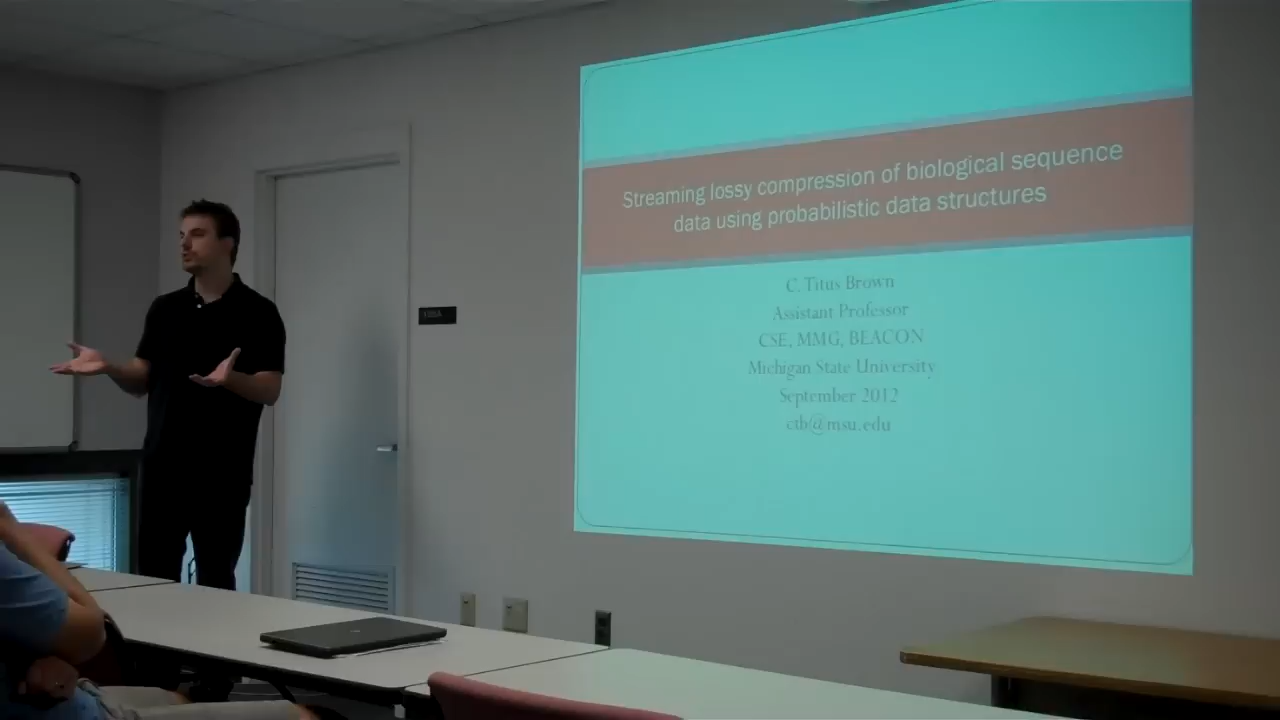 Streaming lossy compression of biological sequence
data using probabilistic data structures
C. Titus Brown
Assistant Professor
CSE, MMG, BEACON
Michigan State University
September 2012
ctb@msu.edu